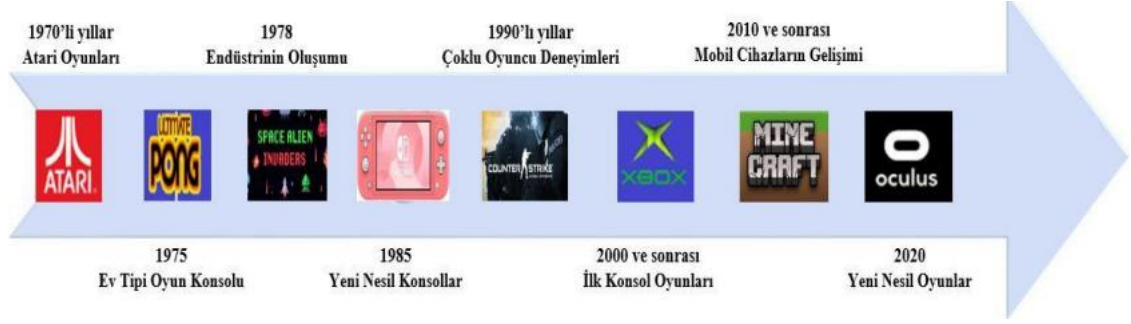 1970’li yıllar
Atari Oyunları
1978
Endüstrinin Oluşumu
1990’lı yıllar
Çoklu Oyuncu Deneyimleri
2010 ve sonrası
Mobil Cihazların Gelişimi
ATARI
ULTIMATE
PONG
SPACE ALIEN
INVADERS
COUNTER STRIKE
XBOX
MINE
CRAFT
oculus
1975
Ev Tipi Oyun Konsolu
1985
Yeni Nesil Konsollar
2000 ve sonrası
İlk Konsol Oyunları
2020
Yeni Nesil Oyunlar